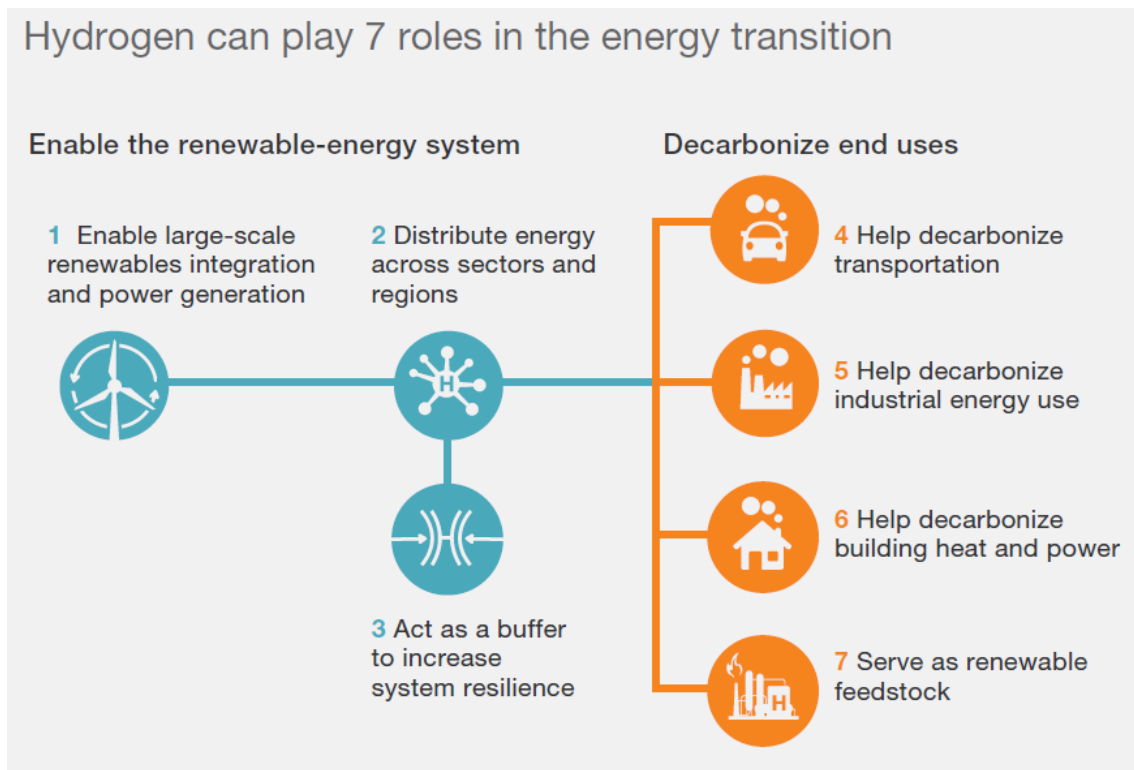 Hydrogen can play 7 roles in the energy transition
Enable the renewable-energy system
1 Enable large-scale
renewables integration
and power generation
2 Distribute energy
across sectors and
regions
H
3 Act as a buffer
to increase
system resilience
Decarbonize end uses
4 Help decarbonize
transportation
5 Help decarbonize
industrial energy use
6 Help decarbonize
building heat and power
7 Serve as renewable
feedstock
H